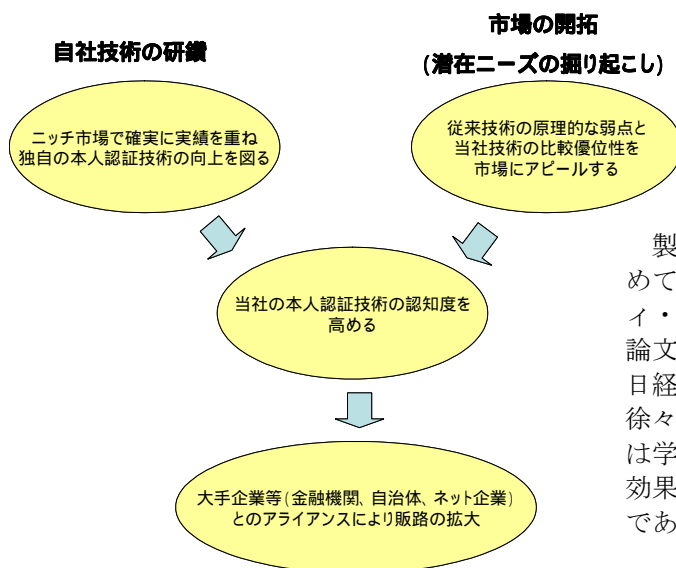 自社技術の研鑽
市場の開拓
(潜在ニーズの掘り起こし)
ニッチ市場で確実に実績を重ね
独自の本人認証技術の向上を図る
従来技術の原理的な弱点と
当社技術の比較優位性を
市場にアピールする
当社の本人認証技術の認知度を
高める
大手企業等(金融機関、自治体、ネット企業)
とのアライアンスにより販路の拡大
製
めて
ィ・
論文
日経
徐々
は学
効果
であ